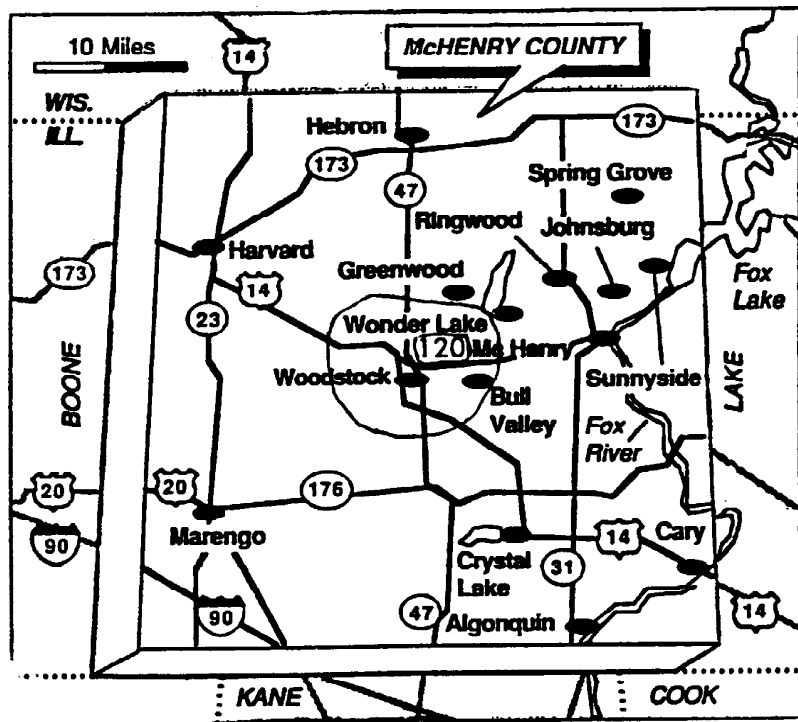 10 Miles
14
McHENRY COUNTY
WIS.
ILL.
Hebron
173
173
47
Spring Grove
Ringwood
Johnsburg
Harvard
173
14
Greenwood
Fox
Lake
23
Wonder Lake
120
McHenry
Woodstock
Sunnyside
BOONE
LAKE
Bull
Valley
Fox
River
20
20
176
90
Marengo
14
Cary
Crystal
Lake
31
90
47
Algonquin
14
KANE
COOK